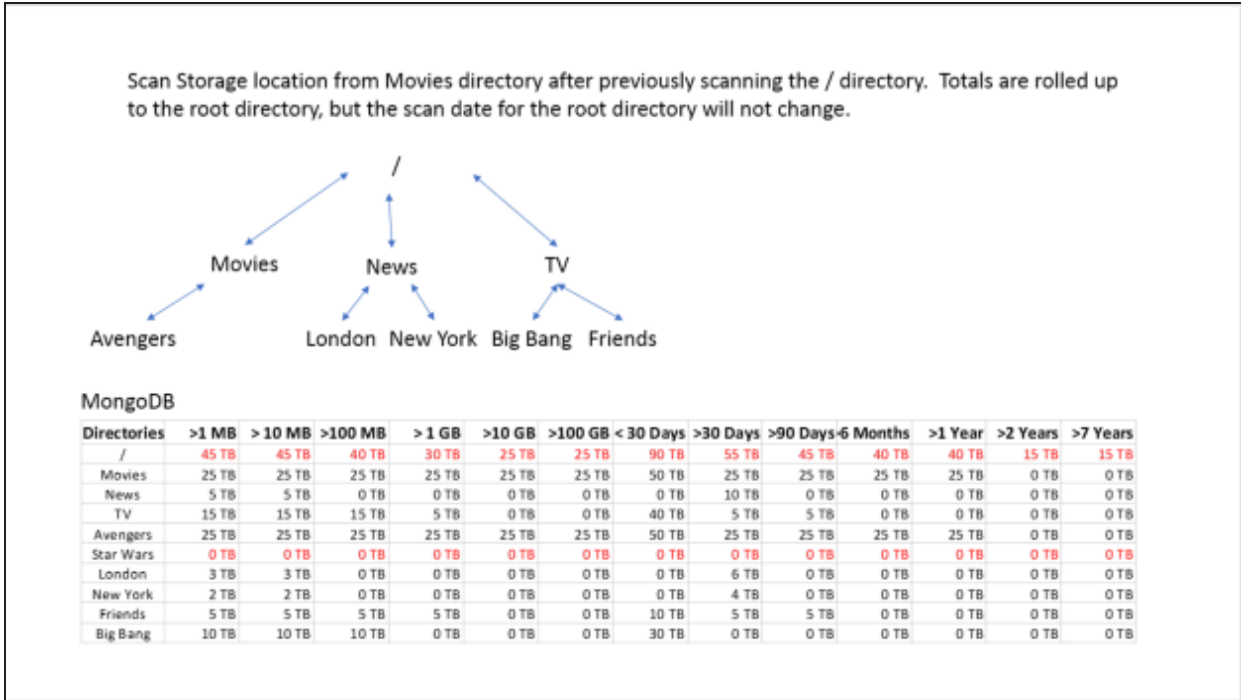 Scan Storage location from Movies directory after previously scanning the / directory.  Totals are rolled up
to the root directory, but the scan date for the root directory will not change.
/
Movies News TV
Avengers London New York Big Bang Friends
MongoDB
Directories >1 MB > 10 MB >100 MB > 1 GB >10 GB >100 GB < 30 Days >30 Days >90 Days 6 Months >1 Year >2 Years >7 Years
/ 45 TB 45 TB 40 TB 30 TB 25 TB 25 TB 90 TB 55 TB 45 TB 40 TB 40 TB 15 TB 15 TB
Movies 25 TB 25 TB 25 TB 25 TB 25 TB 25 TB 50 TB 25 TB 25 TB 25 TB 25 TB 0 TB 0 TB
News 5 TB 5 TB 0 TB 0 TB 0 TB 0 TB 0 TB 10 TB 0 TB 0 TB 0 TB 0 TB 0 TB
TV 15 TB 15 TB 15 TB 5 TB 0 TB 0 TB 40 TB 5 TB 5 TB 0 TB 0 TB 0 TB 0 TB
Avengers 25 TB 25 TB 25 TB 25 TB 25 TB 25 TB 50 TB 25 TB 25 TB 25 TB 25 TB 0 TB 0 TB
Star Wars 0 TB 0 TB 0 TB 0 TB 0 TB 0 TB 0 TB 0 TB 0 TB 0 TB 0 TB 0 TB 0 TB
London 3 TB 3 TB 0 TB 0 TB 0 TB 0 TB 0 TB 6 TB 0 TB 0 TB 0 TB 0 TB 0 TB
New York 2 TB 2 TB 0 TB 0 TB 0 TB 0 TB 0 TB 4 TB 0 TB 0 TB 0 TB 0 TB 0 TB
Friends 5 TB 5 TB 5 TB 5 TB 0 TB 0 TB 10 TB 5 TB 5 TB 0 TB 0 TB 0 TB 0 TB
Big Bang 10 TB 10 TB 10 TB 0 TB 0 TB 0 TB 30 TB 0 TB 0 TB 0 TB 0 TB 0 TB 0 TB